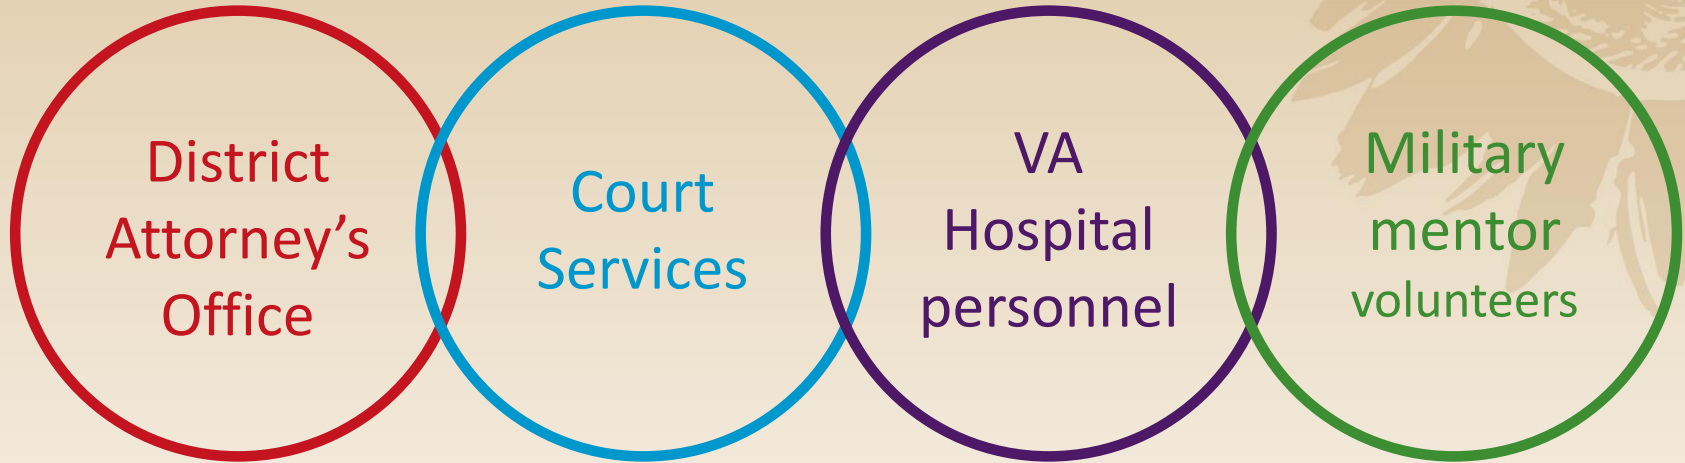 District
Attorney’s
Office
Court
Services
VA
Hospital
personnel
Military
mentor
volunteers